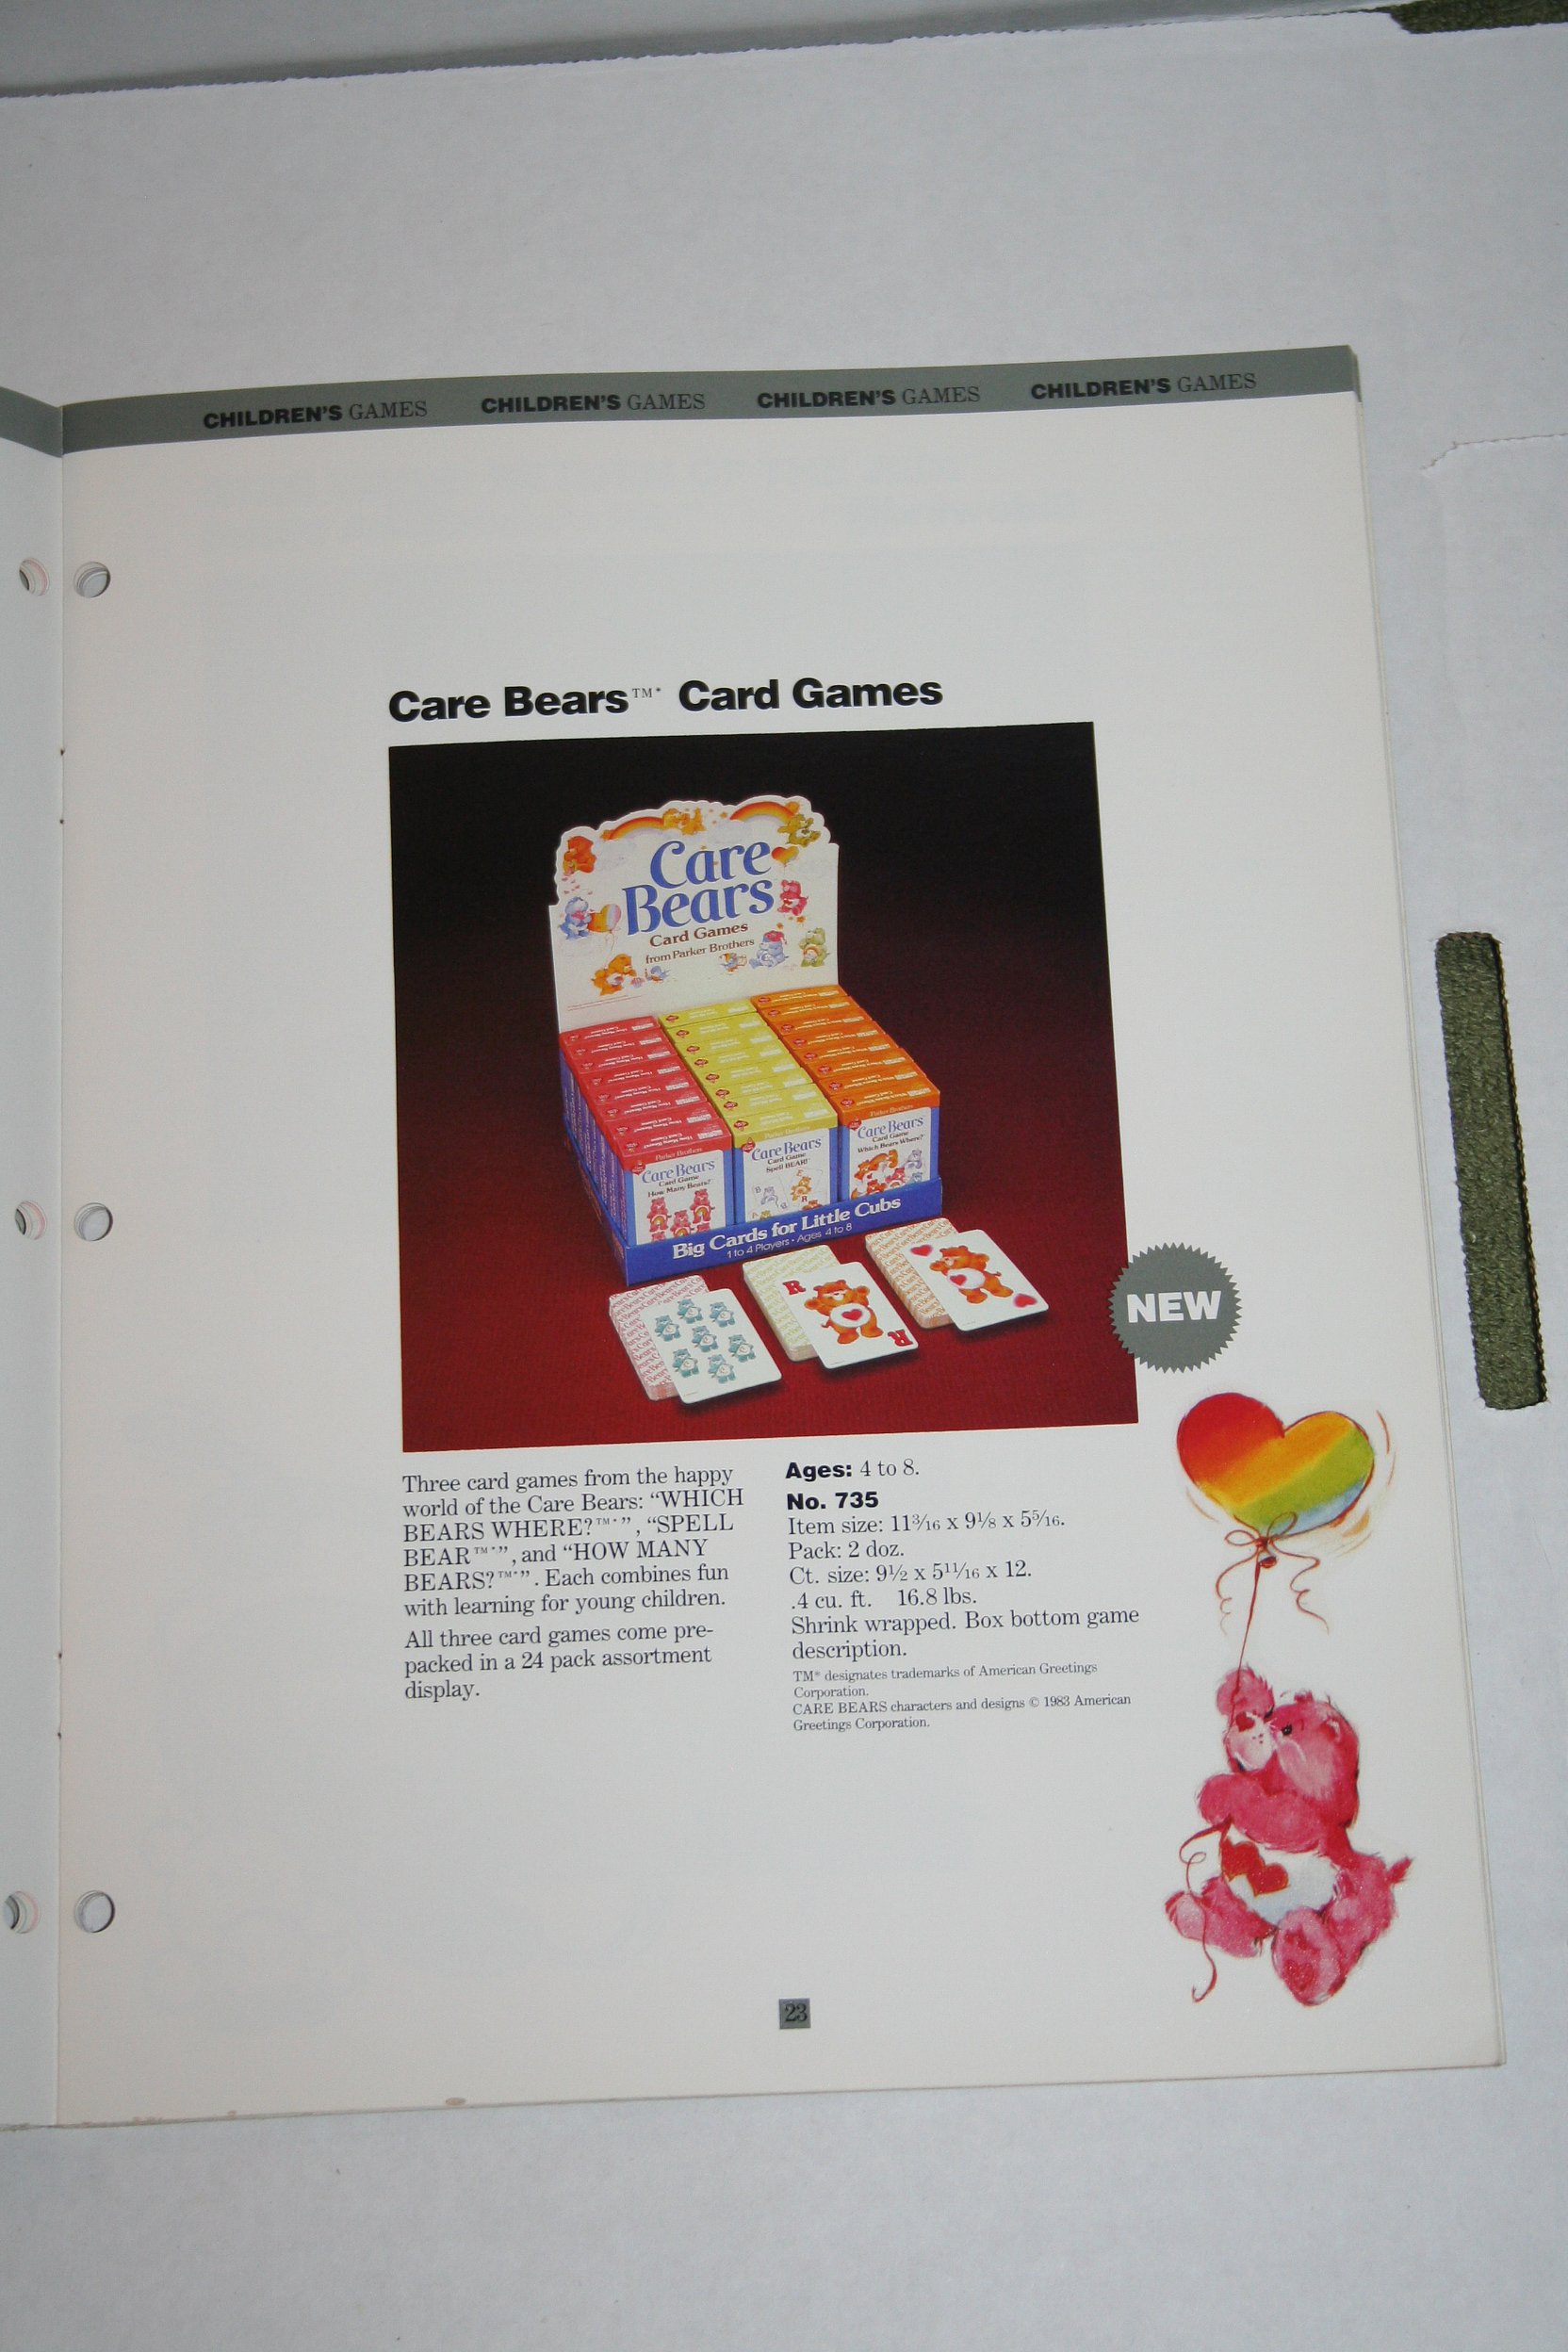 CHILDREN'S GAMES CHILDREN'S GAMES CHILDREN'S GAMES CHILDREN'S GAMES
Care Bears™* Card Games
Care
Bears
Card Games
from Parker Brothers
Parker Brothers
Care Bears
Card Game
How Many Bears?
Care Bears
Card Game
Spell BEAR!
Parker Brothers
Care Bears
Card Game
Which Bears Where?
Big Cards for Little Cubs
1 to 4 Players • Ages 4 to 8
R
R
NEW
Three card games from the happy
world of the Care Bears: “WHICH
BEARS WHERE?™*”, “SPELL
BEAR™*”, and “HOW MANY
BEARS?™*”. Each combines fun
with learning for young children.
All three card games come pre-
packed in a 24 pack assortment
display.
Ages: 4 to 8.
No. 735
Item size: 11³⁄₁₆ x 9⅛ x 5⁵⁄₁₆.
Pack: 2 doz.
Ct. size: 9½ x 5¹¹⁄₁₆ x 12.
.4 cu. ft. 16.8 lbs.
Shrink wrapped. Box bottom game
description.
TM* designates trademarks of American Greetings
Corporation.
CARE BEARS characters and designs © 1983 American
Greetings Corporation.
23